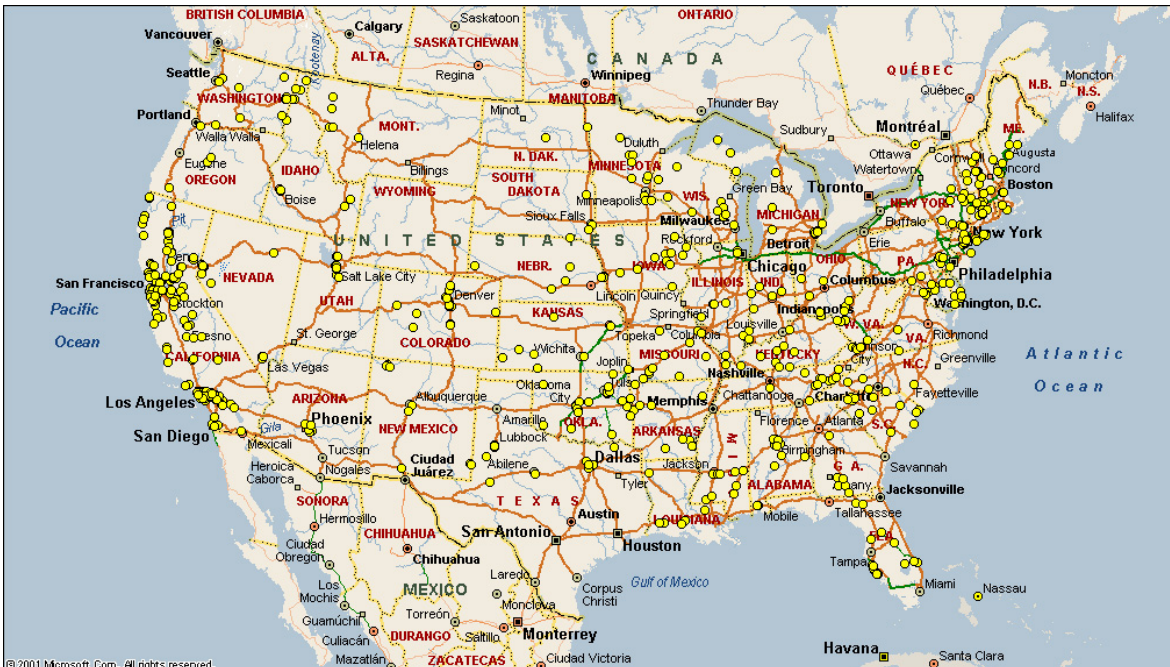 BRITISH COLUMBIA
Saskatoon
ONTARIO
Calgary
Vancouver
SASKATCHEWAN
CANADA
ALTA.
Kootenay
Regina
Winnipeg
QUÉBEC
Seattle
N.B.
Moncton
N.S.
WASHINGTON
MANITOBA
Québec
Thunder Bay
Halifax
Minot
Portland
MONT.
Sudbury
Montréal
ME.
Walla Walla
Helena
Duluth
Ottawa
N. DAK.
Augusta
Eugene
IDAHO
Billings
MINNESOTA
Watertown
OREGON
SOUTH
DAKOTA
WYOMING
Green Bay
Toronto
Boston
Boise
Minneapolis
WIS.
NEW YORK
Sioux Falls
Milwaukee
MICHIGAN
Buffalo
Pit
UNITED STATES
Rockford
Detroit
Erie
New York
NEBR.
IOWA
OHIO
PA.
Salt Lake City
Chicago
Philadelphia
NEVADA
San Francisco
ILLINOIS
IND.
Columbus
Denver
Lincoln
Quincy
Washington, D.C.
Stockton
UTAH
Indianapolis
Pacific
Ocean
KANSAS
Springfield
W. VA.
COLORADO
Topeka
Columbia
Louisville
Richmond
St. George
VA.
Wichita
MISSOURI
KENTUCKY
Johnson
City
Greenville
Atlantic
Ocean
CALIFORNIA
Joplin
Las Vegas
Nashville
N.C.
Oklahoma
City
Los Angeles
ARIZONA
Albuquerque
Memphis
Chattanooga
Charlotte
Fayetteville
Phoenix
Amarillo
OKLA.
ARKANSAS
Florence
Atlanta
S.C.
San Diego
Gila
NEW MEXICO
Lubbock
Mexicali
Birmingham
Tucson
Ciudad
Juárez
Abilene
Dallas
Jackson
GA.
Savannah
Heroica
Caborca
Nogales
Tyler
ALABAMA
Jacksonville
SONORA
TEXAS
Tallahassee
Hermosillo
Austin
LOUISIANA
Mobile
CHIHUAHUA
San Antonio
Houston
FLA.
Ciudad
Obregon
Chihuahua
Tampa
Laredo
Gulf of Mexico
Los
Mochis
MEXICO
Corpus
Christi
Miami
Nassau
Monclova
Guamúchil
Torreón
Culiacán
DURANGO
Saltillo
Monterrey
Havana
Mazatlán
ZACATECAS
Ciudad Victoria
Santa Clara
© 2001 Microsoft Corp. All rights reserved.